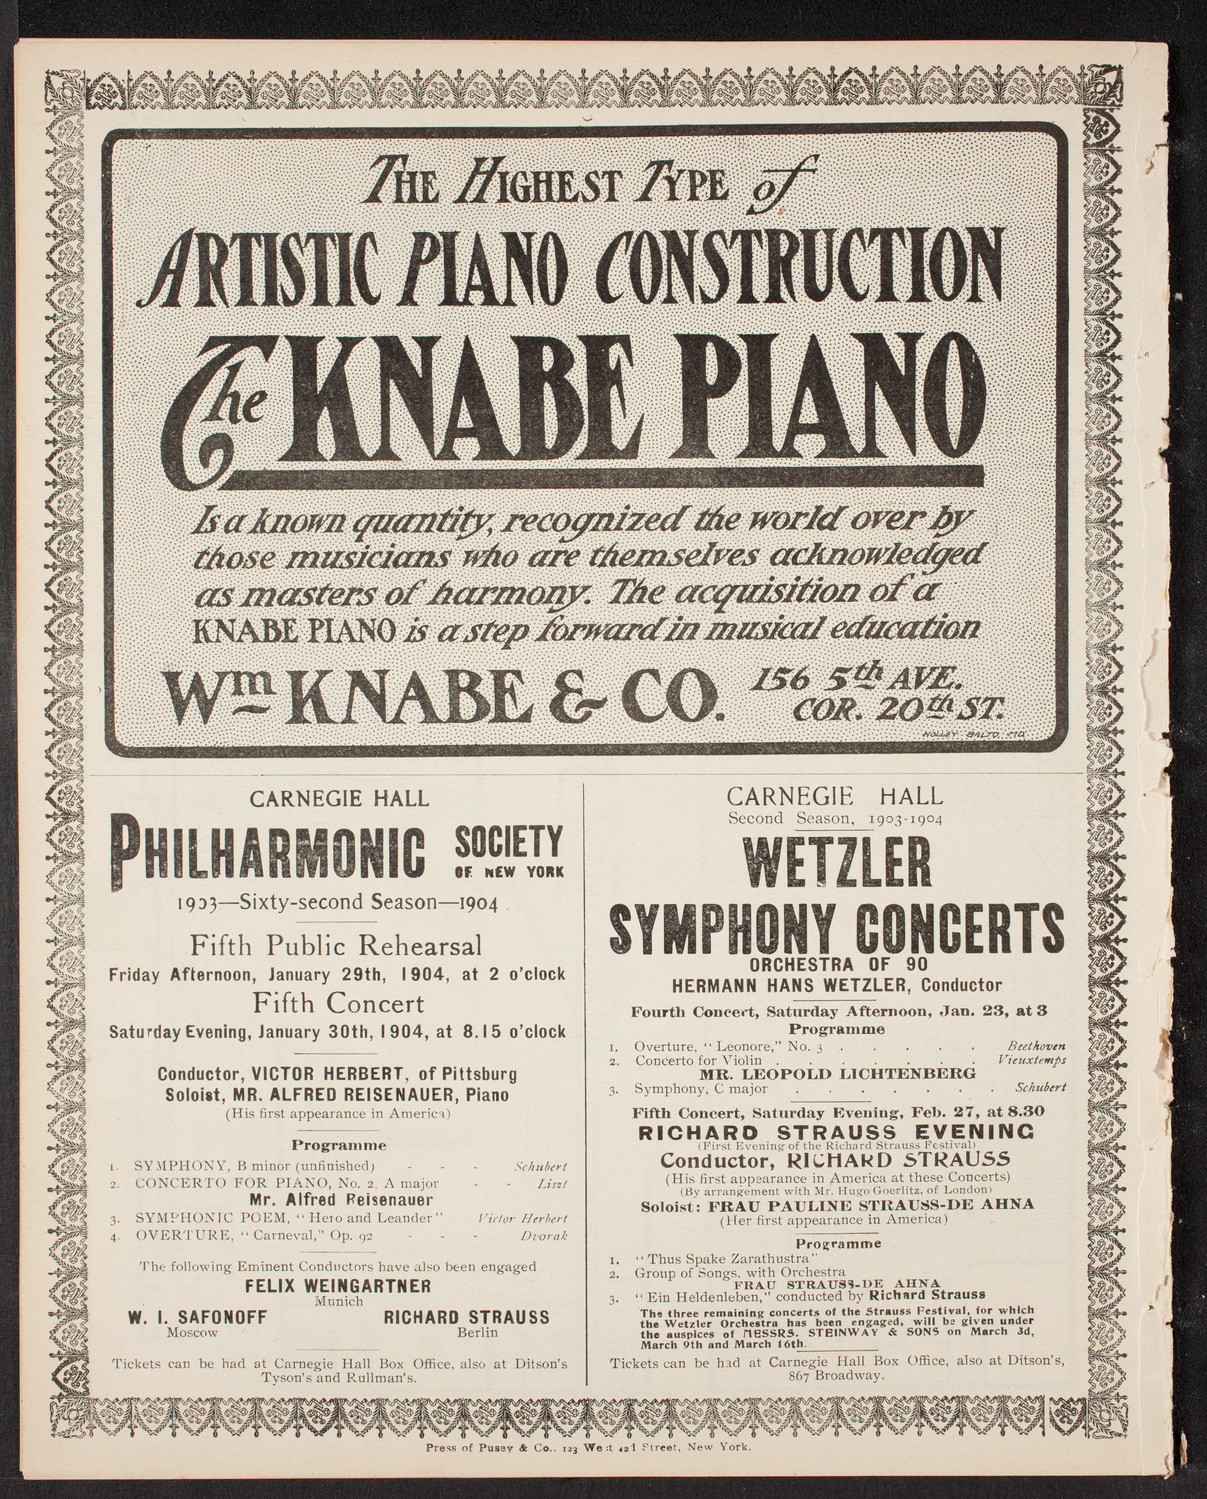 The Highest Type of
Artistic Piano Construction
The KNABE PIANO
Is a known quantity, recognized the world over by
those musicians who are themselves acknowledged
as masters of harmony. The acquisition of a
KNABE PIANO is a step forward in musical education
Wm KNABE & CO. 156 5th AVE.
COR. 20th ST.
HOLLEY BALTO. MD.
CARNEGIE HALL
PHILHARMONIC SOCIETY
OF NEW YORK
1903—Sixty-second Season—1904
Fifth Public Rehearsal
Friday Afternoon, January 29th, 1904, at 2 o'clock
Fifth Concert
Saturday Evening, January 30th, 1904, at 8.15 o'clock
Conductor, VICTOR HERBERT, of Pittsburg
Soloist, MR. ALFRED REISENAUER, Piano
(His first appearance in America)
Programme
1. SYMPHONY, B minor (unfinished) - - - Schubert
2. CONCERTO FOR PIANO, No. 2, A major - - Liszt
Mr. Alfred Reisenauer
3. SYMPHONIC POEM, "Hero and Leander" Victor Herbert
4. OVERTURE, "Carneval," Op. 92 - - - Dvorak
The following Eminent Conductors have also been engaged
FELIX WEINGARTNER
Munich
W. I. SAFONOFF RICHARD STRAUSS
Moscow Berlin
Tickets can be had at Carnegie Hall Box Office, also at Ditson's
Tyson's and Rullman's.
CARNEGIE HALL
Second Season, 1903-1904
WETZLER
SYMPHONY CONCERTS
ORCHESTRA OF 90
HERMANN HANS WETZLER, Conductor
Fourth Concert, Saturday Afternoon, Jan. 23, at 3
Programme
1. Overture, "Leonore," No. 3 . . . . . Beethoven
2. Concerto for Violin . . . . . . . Vieuxtemps
MR. LEOPOLD LICHTENBERG
3. Symphony, C major . . . . . . . Schubert
Fifth Concert, Saturday Evening, Feb. 27, at 8.30
RICHARD STRAUSS EVENING
(First Evening of the Richard Strauss Festival)
Conductor, RICHARD STRAUSS
(His first appearance in America at these Concerts)
(By arrangement with Mr. Hugo Goerlitz, of London)
Soloist: FRAU PAULINE STRAUSS-DE AHNA
(Her first appearance in America)
Programme
1. "Thus Spake Zarathustra"
2. Group of Songs, with Orchestra
FRAU STRAUSS-DE AHNA
3. "Ein Heldenleben," conducted by Richard Strauss
The three remaining concerts of the Strauss Festival, for which
the Wetzler Orchestra has been engaged, will be given under
the auspices of MESSRS. STEINWAY & SONS on March 3d,
March 9th and March 16th.
Tickets can be had at Carnegie Hall Box Office, also at Ditson's,
867 Broadway.
Press of Pusey & Co., 123 West 42d Street, New York.